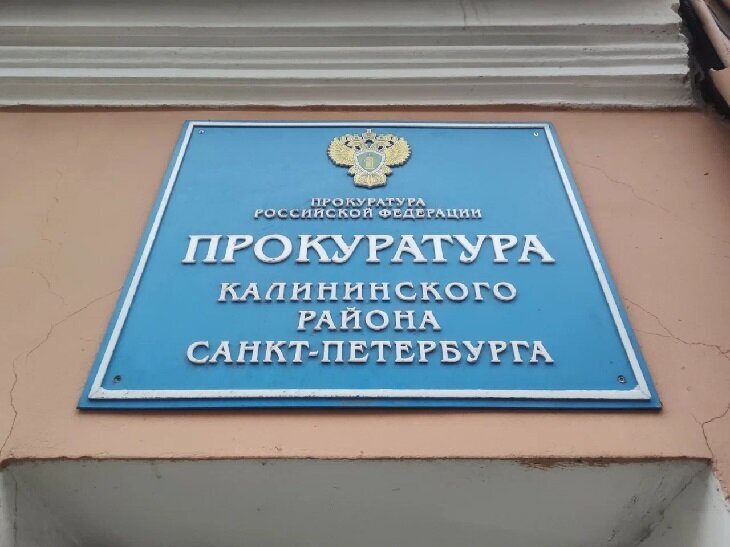 ПРОКУРАТУРА
РОССИЙСКОЙ ФЕДЕРАЦИИ
ПРОКУРАТУРА
КАЛИНИНСКОГО
РАЙОНА
САНКТ-ПЕТЕРБУРГА